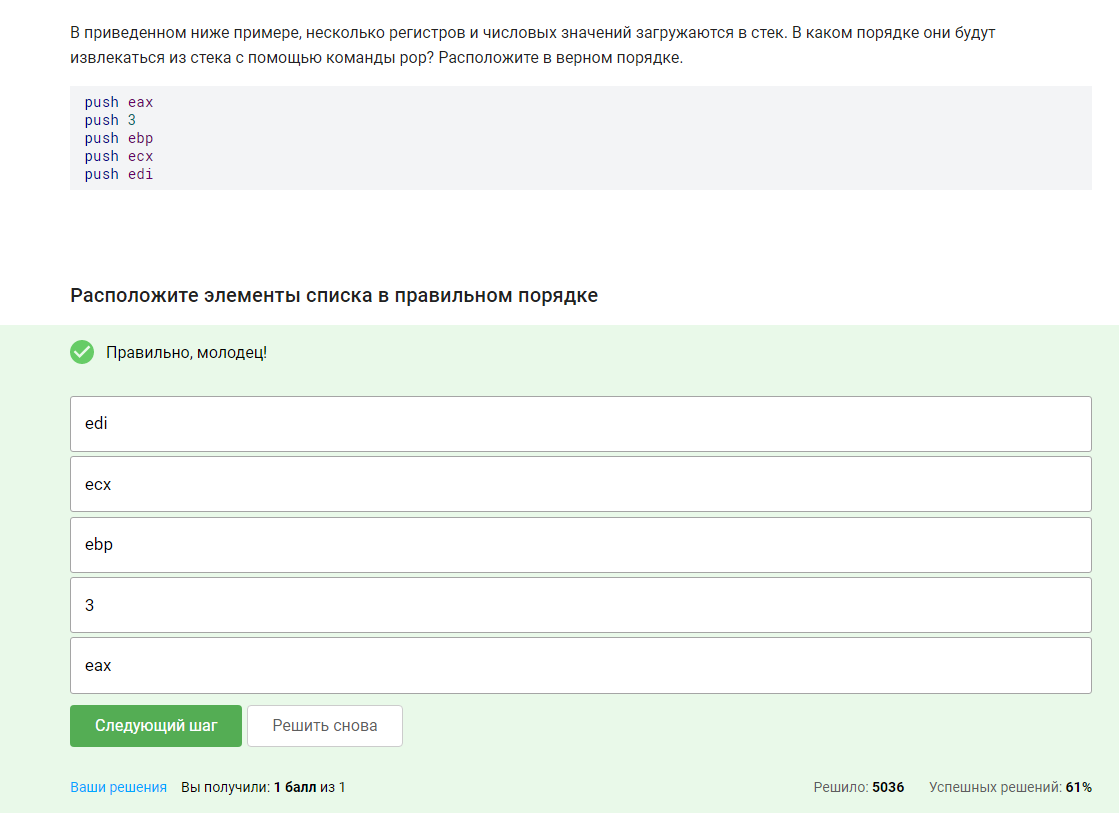 В приведенном ниже примере, несколько регистров и числовых значений загружаются в стек. В каком порядке они будут
извлекаться из стека с помощью команды pop? Расположите в верном порядке.
push eax
push 3
push ebp
push ecx
push edi
Расположите элементы списка в правильном порядке
Правильно, молодец!
edi
ecx
ebp
3
eax
Следующий шаг Решить снова
Ваши решения Вы получили: 1 балл из 1 Решило: 5036 Успешных решений: 61%